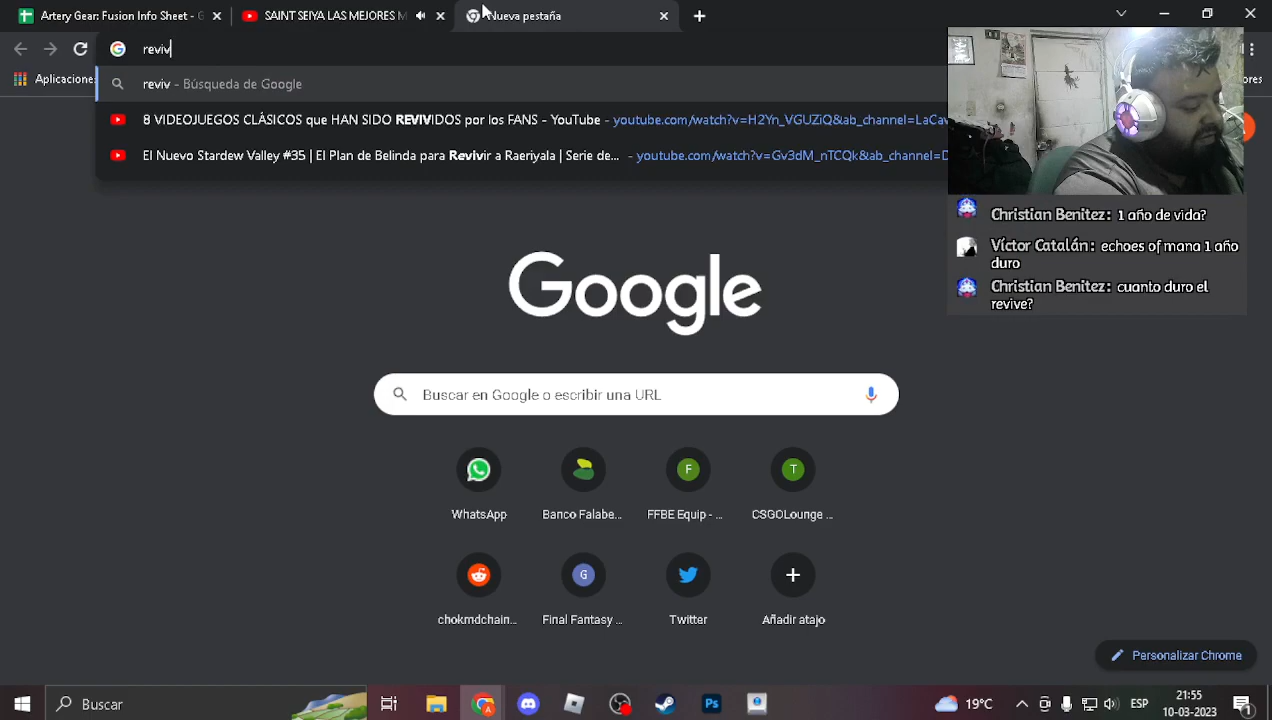 Artery Gear: Fusion Info Sheet - G
SAINT SEIYA LAS MEJORES M
Nueva pestaña
reviv
Aplicaciones
ores
reviv - Búsqueda de Google
8 VIDEOJUEGOS CLÁSICOS que HAN SIDO REVIVIDOS por los FANS - YouTube - youtube.com/watch?v=H2Yn_VGUZiQ&ab_channel=LaCav
El Nuevo Stardew Valley #35 | El Plan de Belinda para Revivir a Raeriyala | Serie de... - youtube.com/watch?v=Gv3dM_nTCQk&ab_channel=D
Christian Benitez: 1 año de vida?
Víctor Catalán: echoes of mana 1 año
duro
Christian Benitez: cuanto duro el
revive?
Google
Buscar en Google o escribir una URL
F
T
WhatsApp
Banco Falabe...
FFBE Equip - ...
CSGOLounge ...
G
chokmdchain...
Final Fantasy ...
Twitter
Añadir atajo
Personalizar Chrome
Buscar
Ps
19°C
ESP
21:55
10-03-2023
1